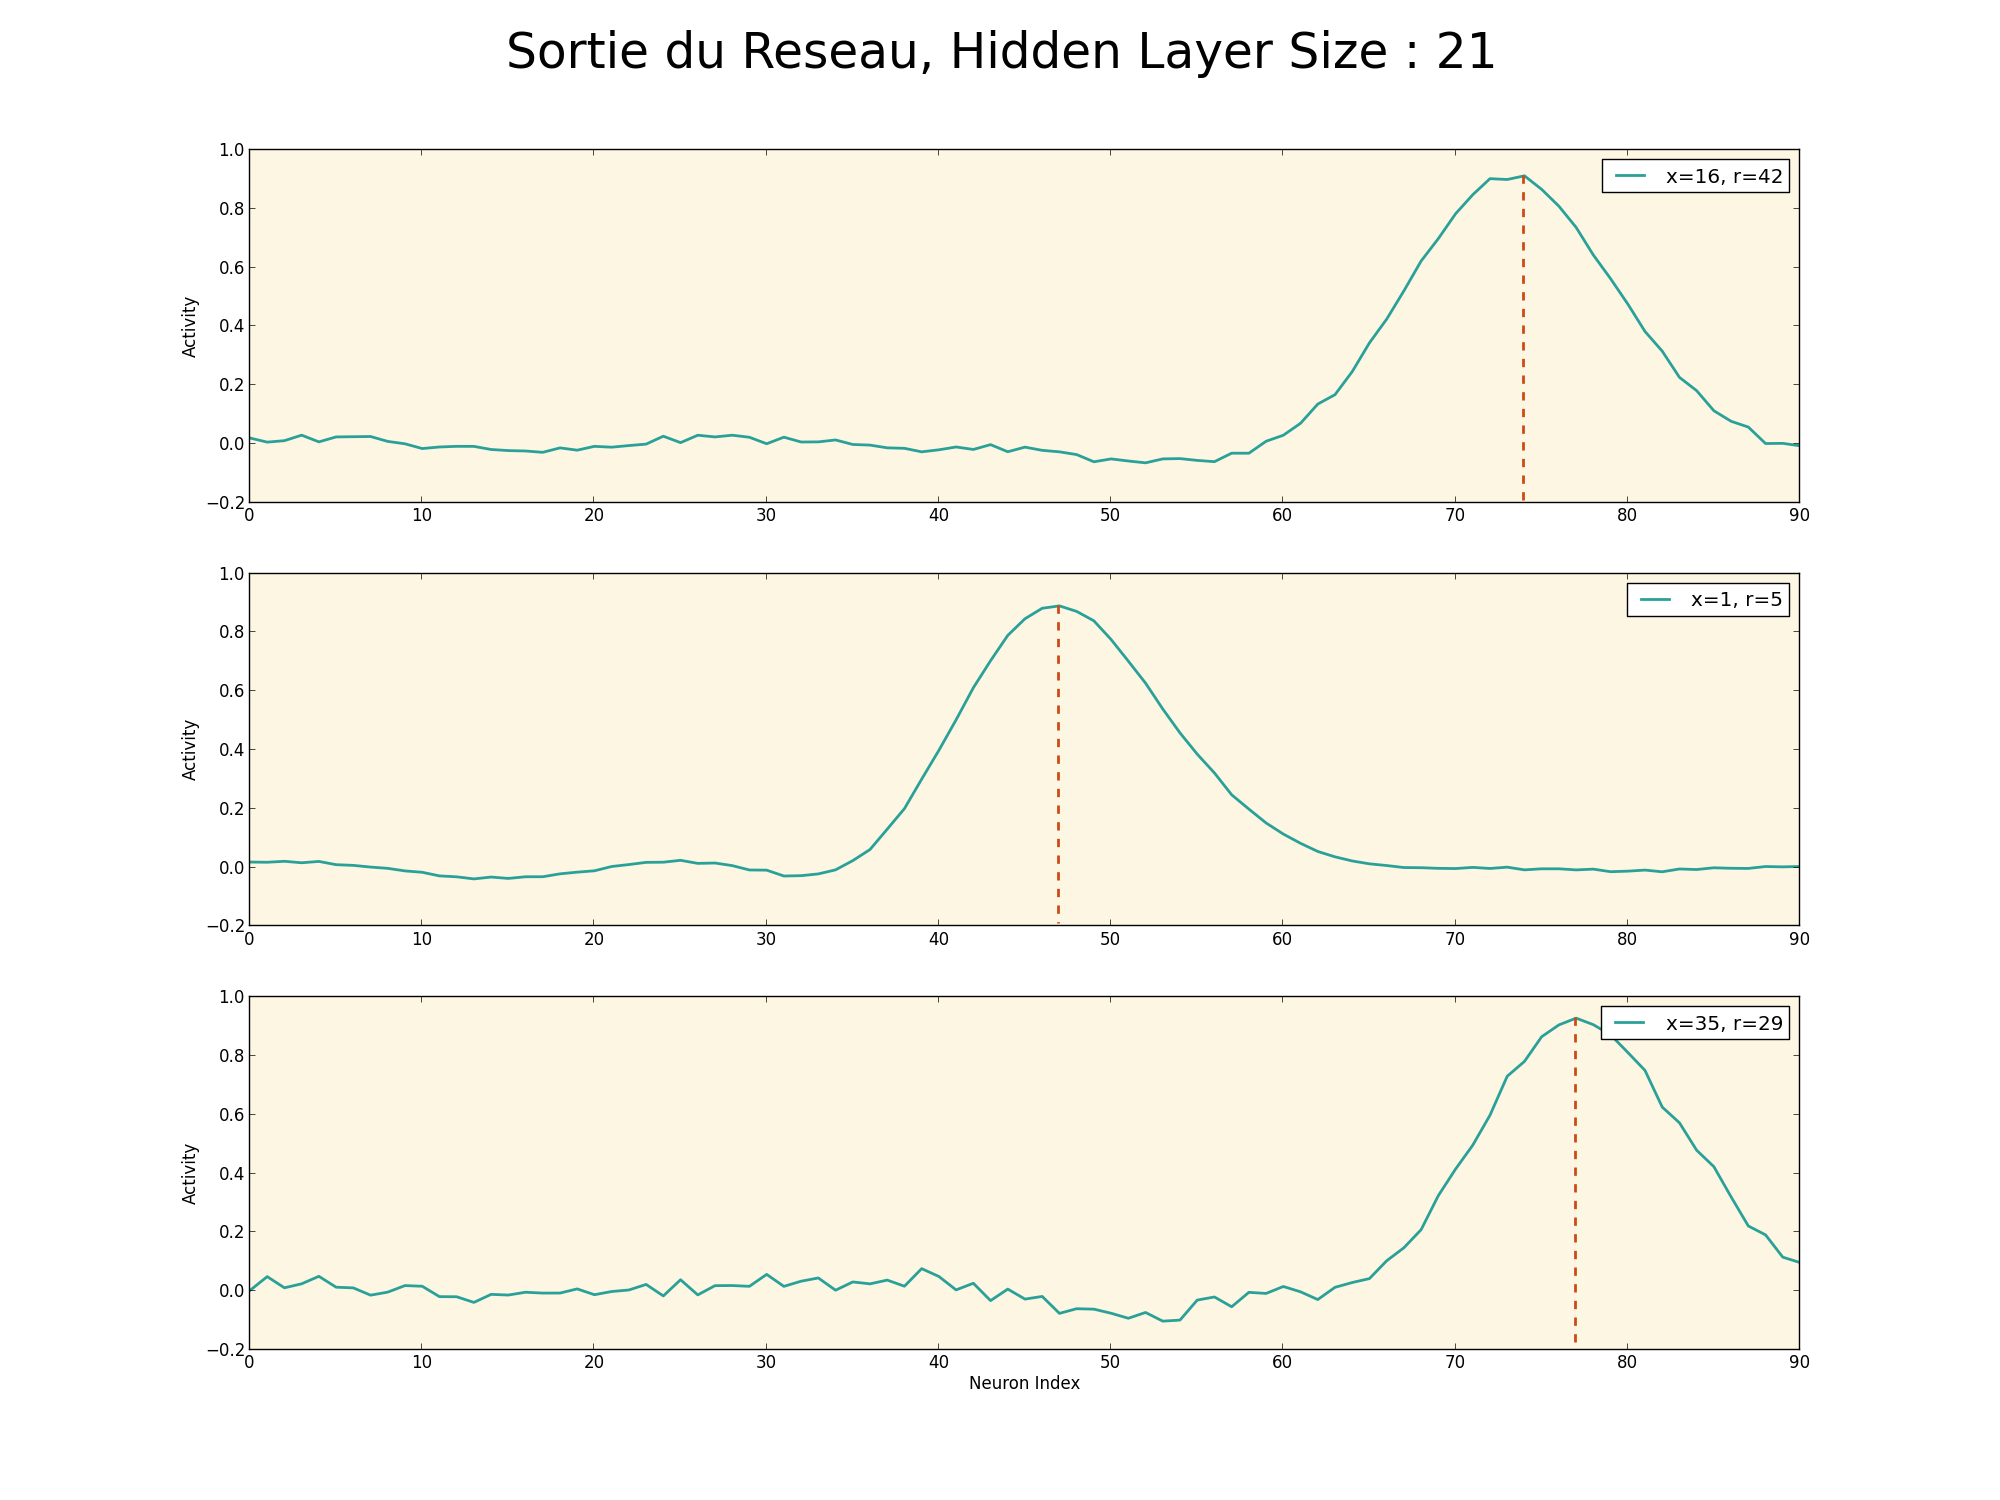 Sortie du Reseau, Hidden Layer Size : 21
1.0
0.8
0.6
0.4
0.2
0.0
−0.2
Activity
x=16, r=42
0 10 20 30 40 50 60 70 80 90
1.0
0.8
0.6
0.4
0.2
0.0
−0.2
Activity
x=1, r=5
0 10 20 30 40 50 60 70 80 90
1.0
0.8
0.6
0.4
0.2
0.0
−0.2
Activity
x=35, r=29
0 10 20 30 40 50 60 70 80 90
Neuron Index